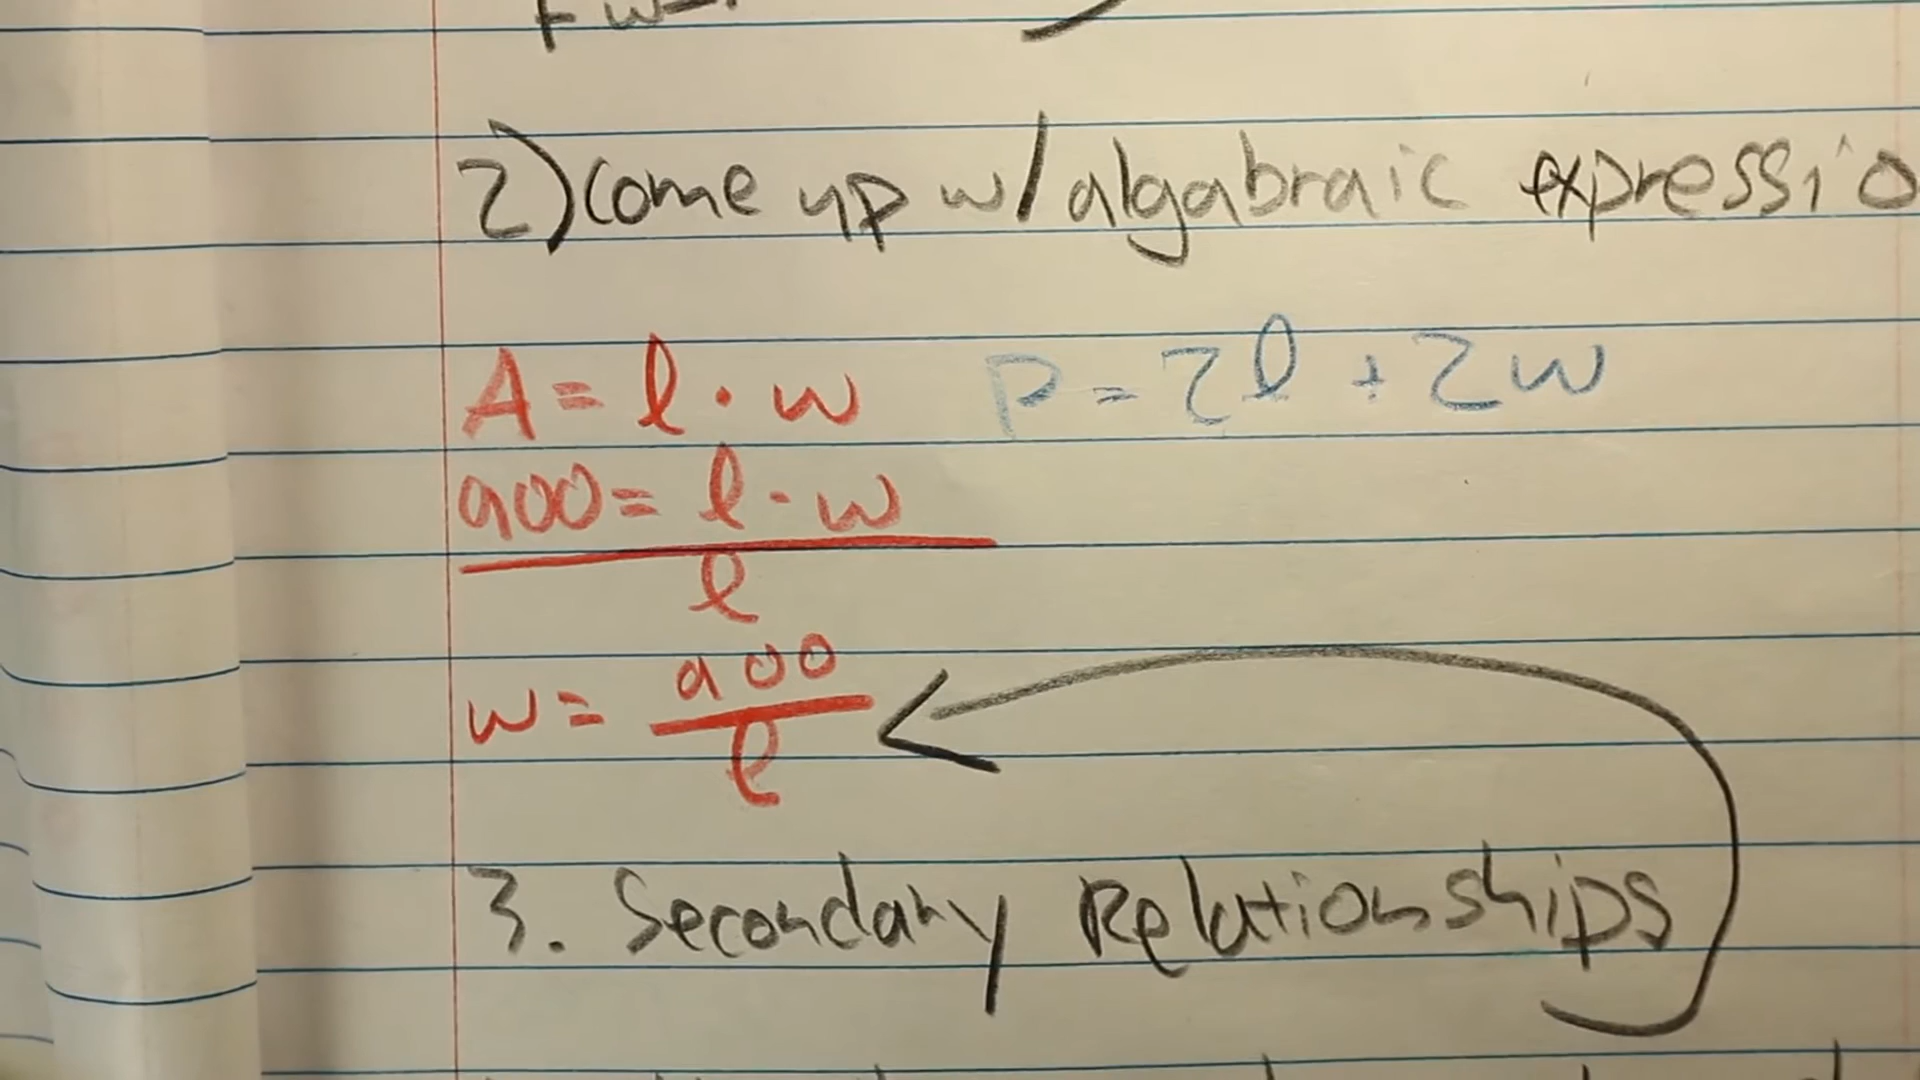 2) come up w/ algabraic expressio
A = l · w P = 2l + 2w
900 = l · w
l
w = 900
l
3. Secondary Relationships